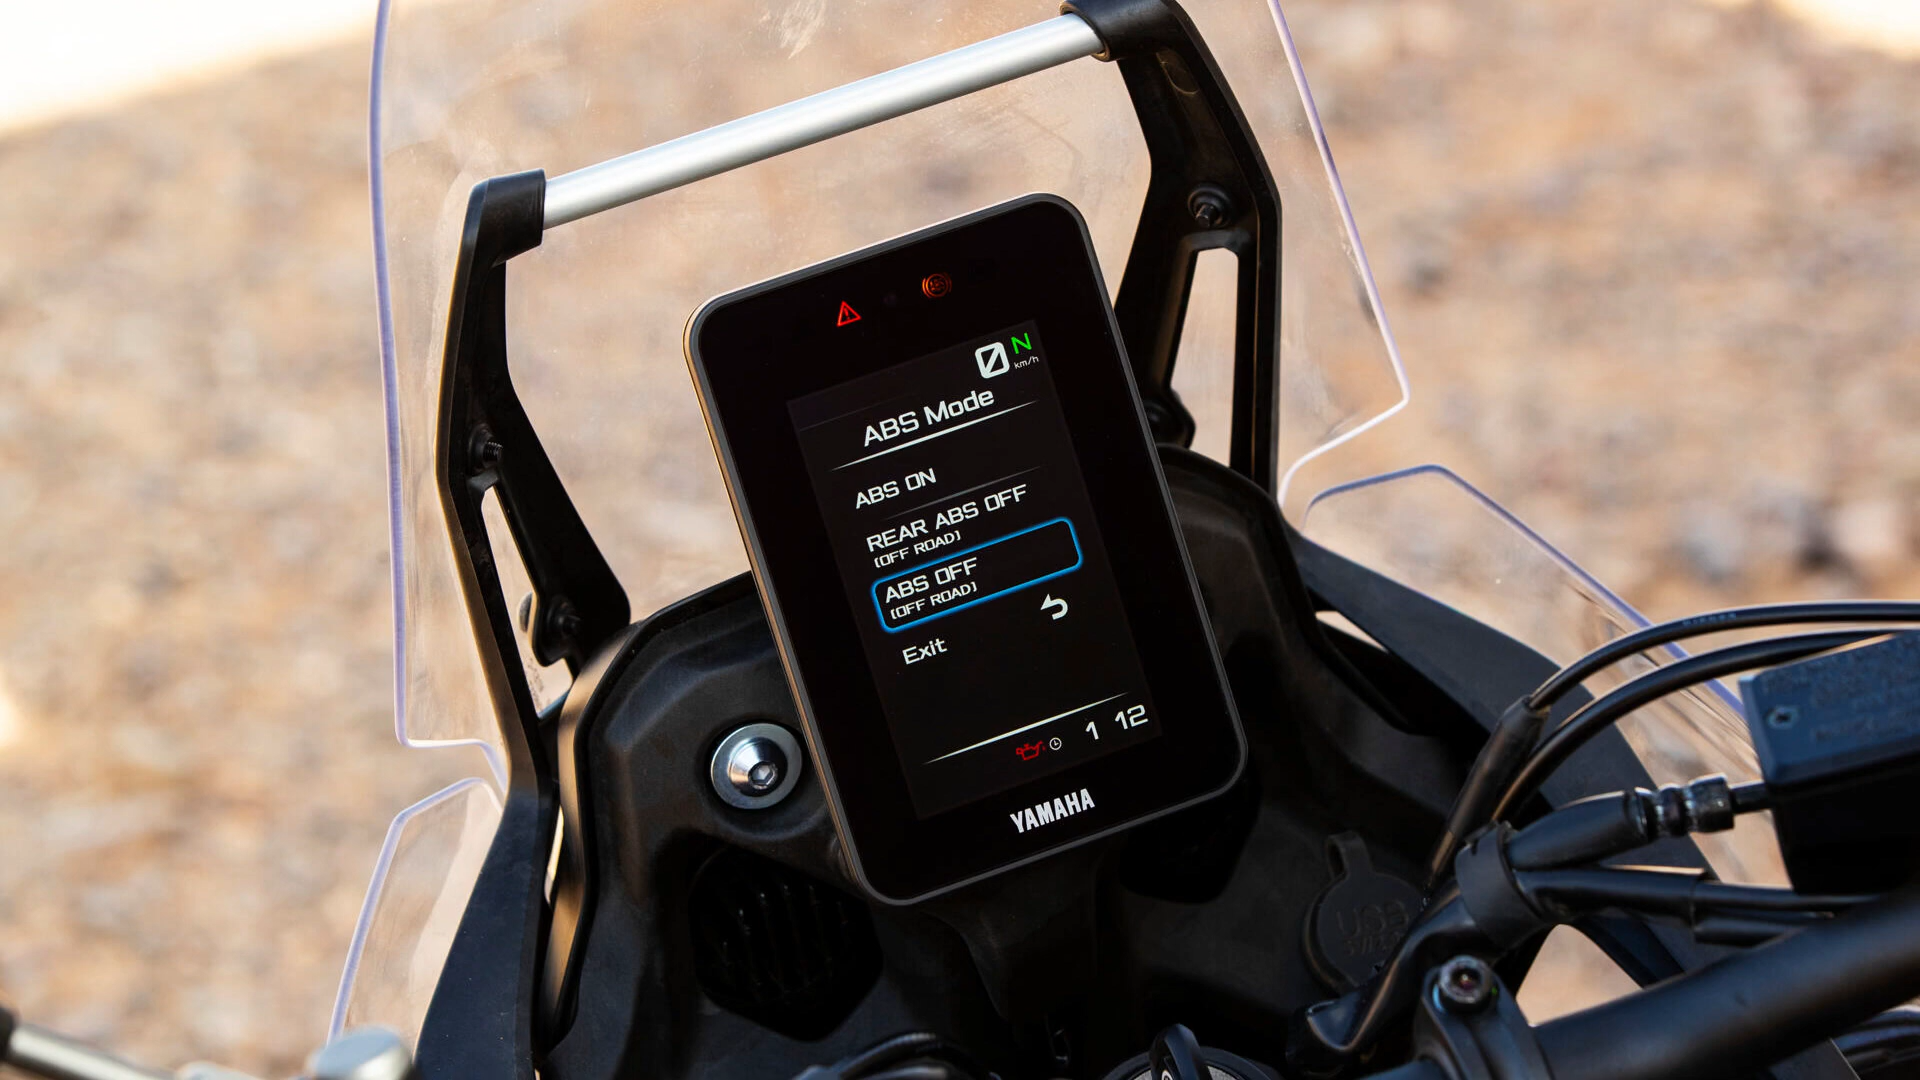 0 N
km/h
ABS Mode
ABS ON
REAR ABS OFF
[OFF ROAD]
ABS OFF
[OFF ROAD]
Exit
1 12
YAMAHA
USB